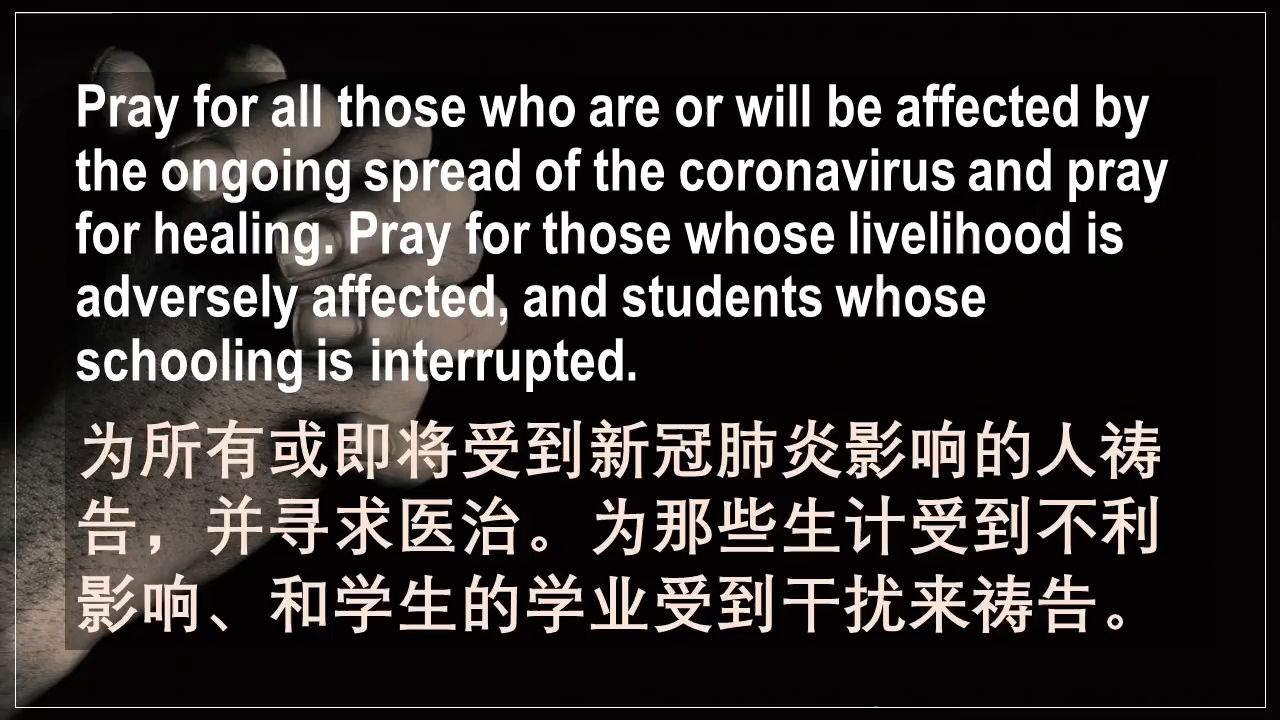 Pray for all those who are or will be affected by
the ongoing spread of the coronavirus and pray
for healing. Pray for those whose livelihood is
adversely affected, and students whose
schooling is interrupted.
为所有或即将受到新冠肺炎影响的人祷
告，并寻求医治。为那些生计受到不利
影响、和学生的学业受到干扰来祷告。